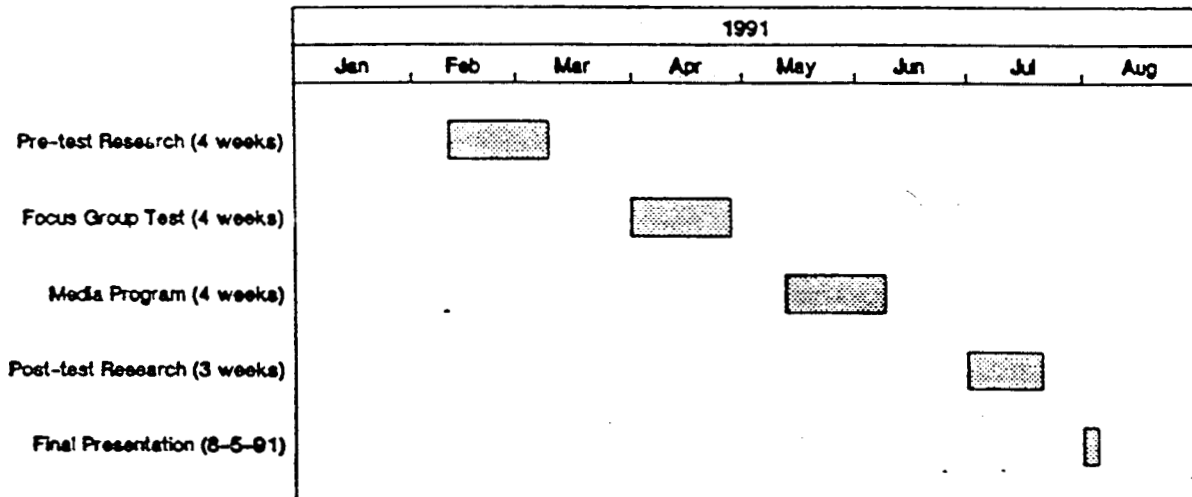 1991
Jan Feb Mar Apr May Jun Jul Aug
Pre-test Research (4 weeks)
Focus Group Test (4 weeks)
Media Program (4 weeks)
Post-test Research (3 weeks)
Final Presentation (8-5-91)